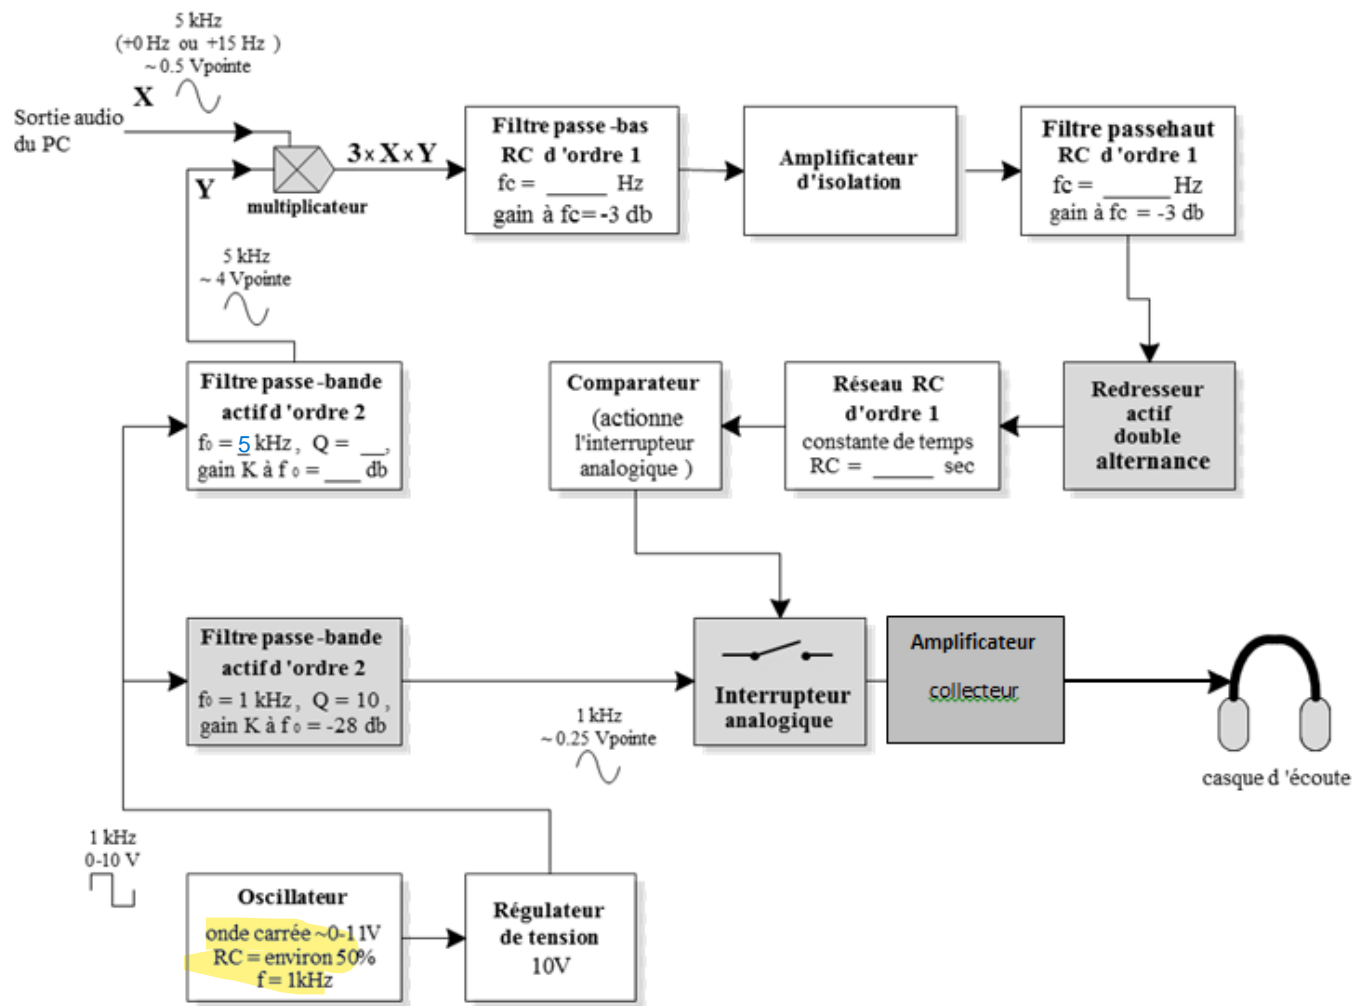 5 kHz
(+0 Hz ou +15 Hz )
~ 0.5 Vpointe
X
Sortie audio
du PC
Y
3×X×Y
multiplicateur
Filtre passe -bas
RC d 'ordre 1
fc = _____ Hz
gain à fc= -3 db
Amplificateur
d'isolation
Filtre passehaut
RC d 'ordre 1
fc = ______ Hz
gain à fc = -3 db
5 kHz
~ 4 Vpointe
Filtre passe -bande
actif d 'ordre 2
f0 = 5 kHz , Q = __,
gain K à f 0 = ___ db
Comparateur
(actionne
l'interrupteur
analogique )
Réseau RC
d'ordre 1
constante de temps
RC = _____ sec
Redresseur
actif
double
alternance
Filtre passe -bande
actif d 'ordre 2
f0 = 1 kHz , Q = 10 ,
gain K à f 0 = -28 db
1 kHz
~ 0.25 Vpointe
Interrupteur
analogique
Amplificateur
collecteur
casque d 'écoute
1 kHz
0-10 V
Oscillateur
onde carrée ~0-11V
RC = environ 50%
f = 1kHz
Régulateur
de tension
10V